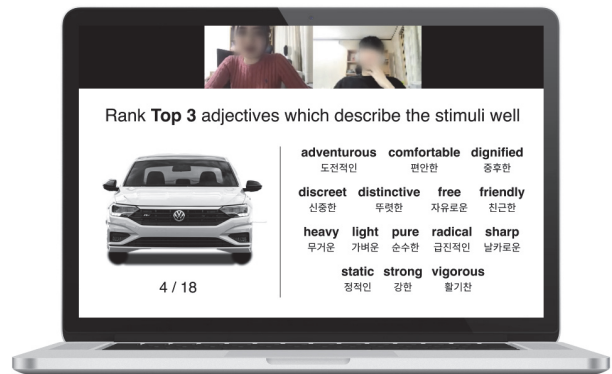 Rank Top 3 adjectives which describe the stimuli well
adventurous comfortable dignified
도전적인 편안한 중후한
discreet distinctive free friendly
신중한 뚜렷한 자유로운 친근한
heavy light pure radical sharp
무거운 가벼운 순수한 급진적인 날카로운
static strong vigorous
정적인 강한 활기찬
4 / 18